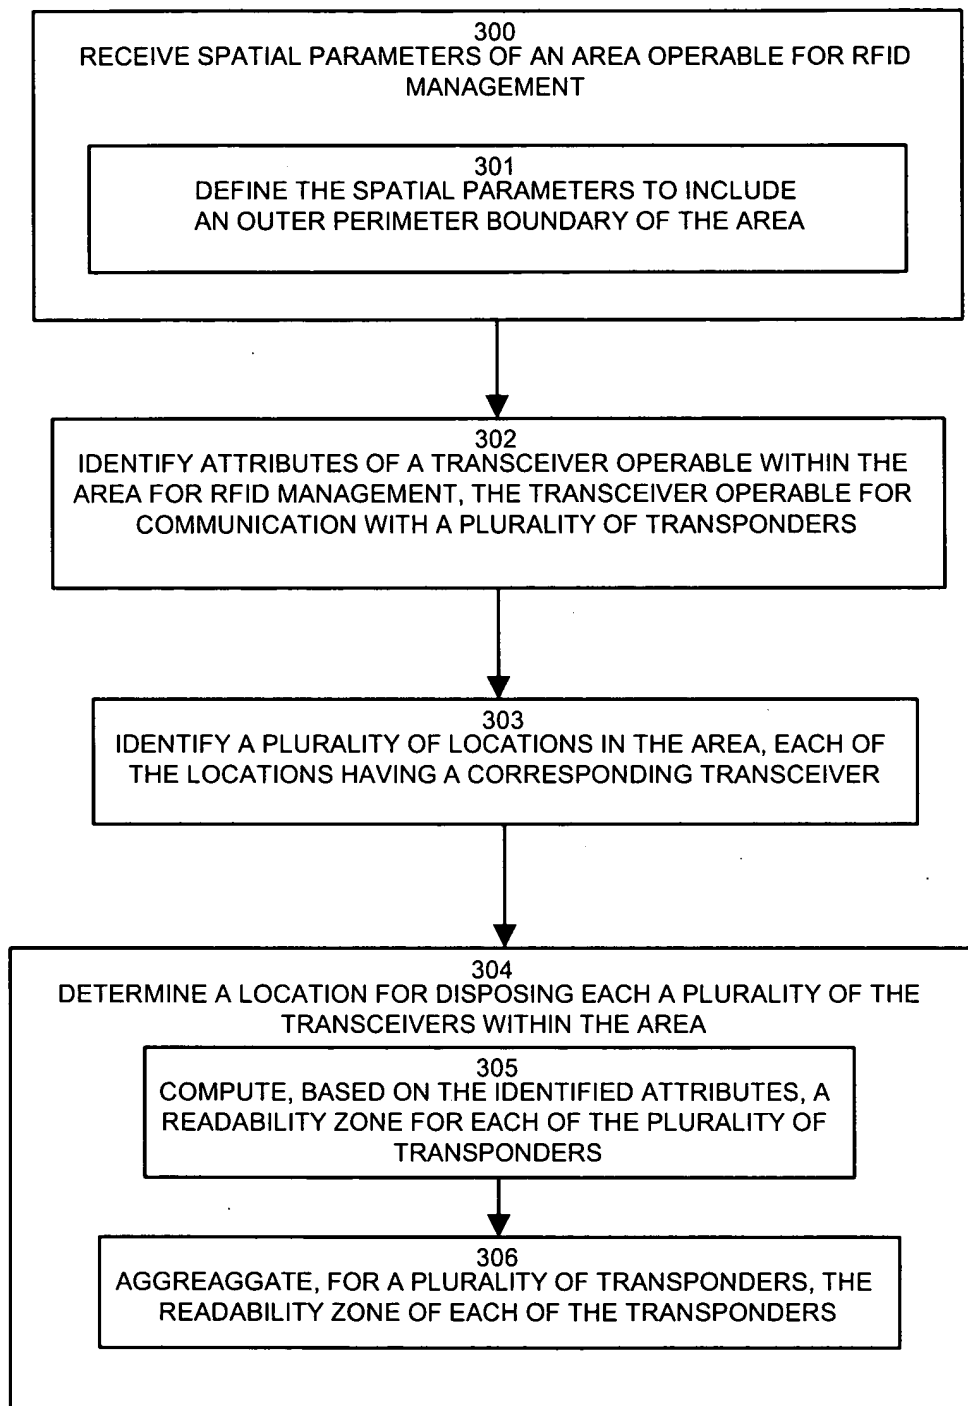 300
RECEIVE SPATIAL PARAMETERS OF AN AREA OPERABLE FOR RFID
MANAGEMENT
301
DEFINE THE SPATIAL PARAMETERS TO INCLUDE
AN OUTER PERIMETER BOUNDARY OF THE AREA
302
IDENTIFY ATTRIBUTES OF A TRANSCEIVER OPERABLE WITHIN THE
AREA FOR RFID MANAGEMENT, THE TRANSCEIVER OPERABLE FOR
COMMUNICATION WITH A PLURALITY OF TRANSPONDERS
303
IDENTIFY A PLURALITY OF LOCATIONS IN THE AREA, EACH OF
THE LOCATIONS HAVING A CORRESPONDING TRANSCEIVER
304
DETERMINE A LOCATION FOR DISPOSING EACH A PLURALITY OF THE
TRANSCEIVERS WITHIN THE AREA
305
COMPUTE, BASED ON THE IDENTIFIED ATTRIBUTES, A
READABILITY ZONE FOR EACH OF THE PLURALITY OF
TRANSPONDERS
306
AGGREAGGATE, FOR A PLURALITY OF TRANSPONDERS, THE
READABILITY ZONE OF EACH OF THE TRANSPONDERS